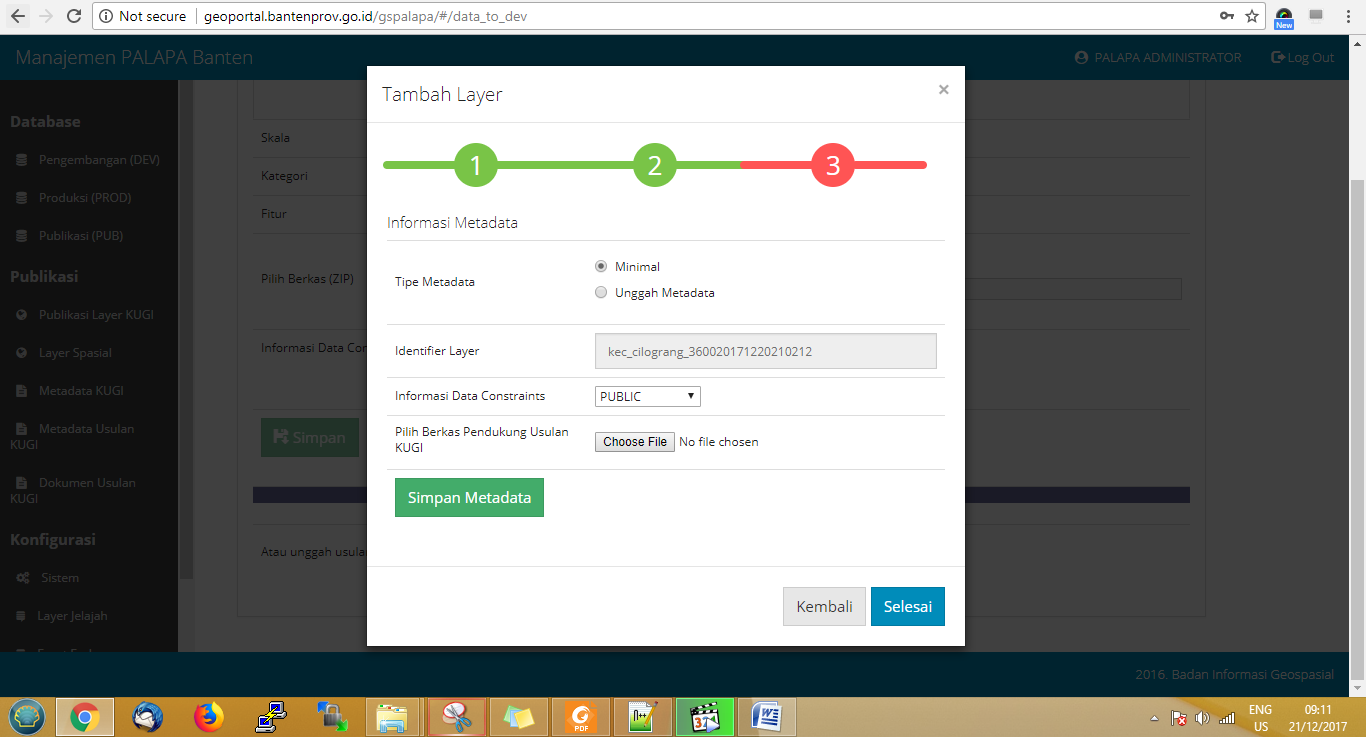 Not secure
geoportal.bantenprov.go.id/gspalapa/#/data_to_dev
New
Manajemen PALAPA Banten
PALAPA ADMINISTRATOR
Log Out
Database
Pengembangan (DEV)
Produksi (PROD)
Publikasi (PUB)
Publikasi
Publikasi Layer KUGI
Layer Spasial
Metadata KUGI
Metadata Usulan
KUGI
Dokumen Usulan
KUGI
Konfigurasi
Sistem
Layer Jelajah
Skala
Kategori
Fitur
Pilih Berkas (ZIP)
Informasi Data Con
Simpan
Atau unggah usula
Tambah Layer
×
1
2
3
Informasi Metadata
Tipe Metadata
Minimal
Unggah Metadata
Identifier Layer
kec_cilograng_360020171220210212
Informasi Data Constraints
PUBLIC
Pilih Berkas Pendukung Usulan
KUGI
Choose File No file chosen
Simpan Metadata
Kembali
Selesai
2016. Badan Informasi Geospasial
PDF
n++
ENG
US
09:11
21/12/2017